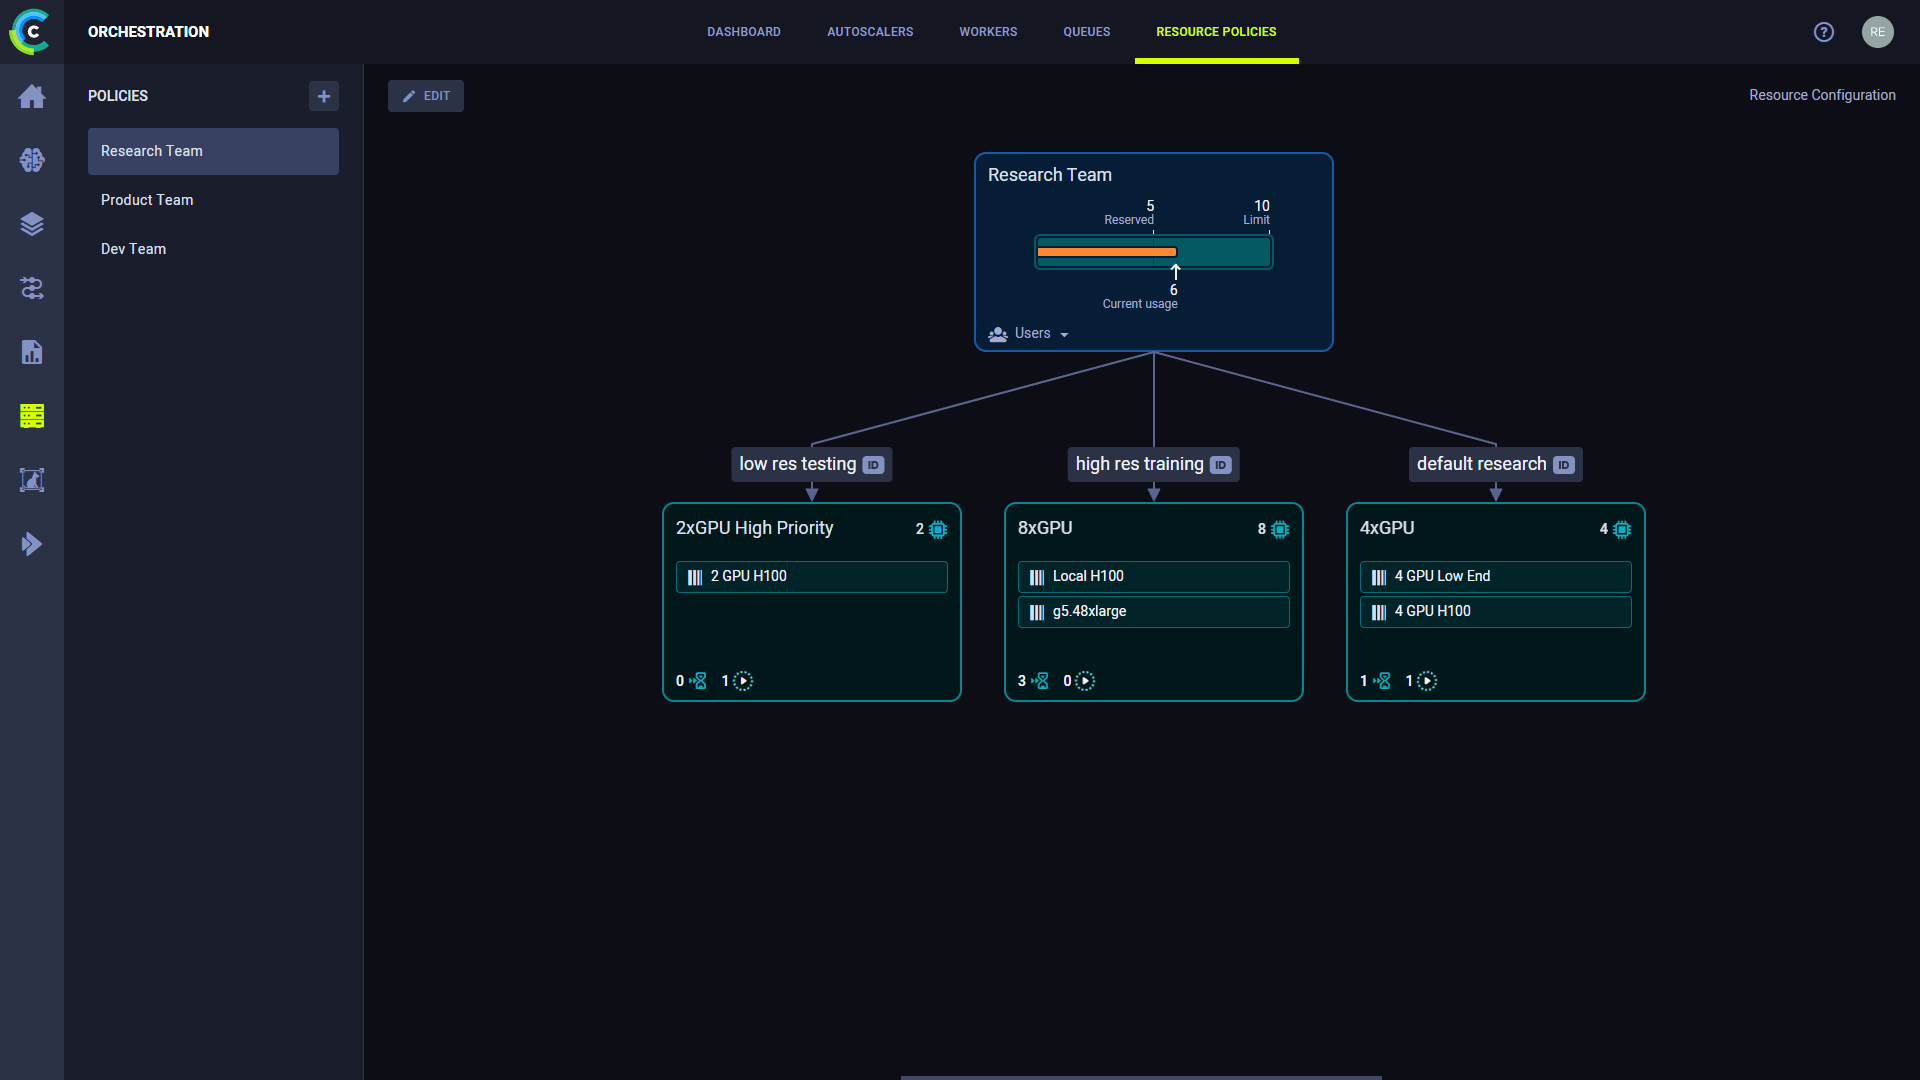 ORCHESTRATION
DASHBOARD
AUTOSCALERS
WORKERS
QUEUES
RESOURCE POLICIES
?
RE
POLICIES
+
EDIT
Resource Configuration
Research Team
Product Team
Dev Team
Research Team
5
10
Reserved
Limit
6
Current usage
Users
low res testing ID
high res training ID
default research ID
2xGPU High Priority 2
2 GPU H100
0 1
8xGPU 8
Local H100
g5.48xlarge
3 0
4xGPU 4
4 GPU Low End
4 GPU H100
1 1